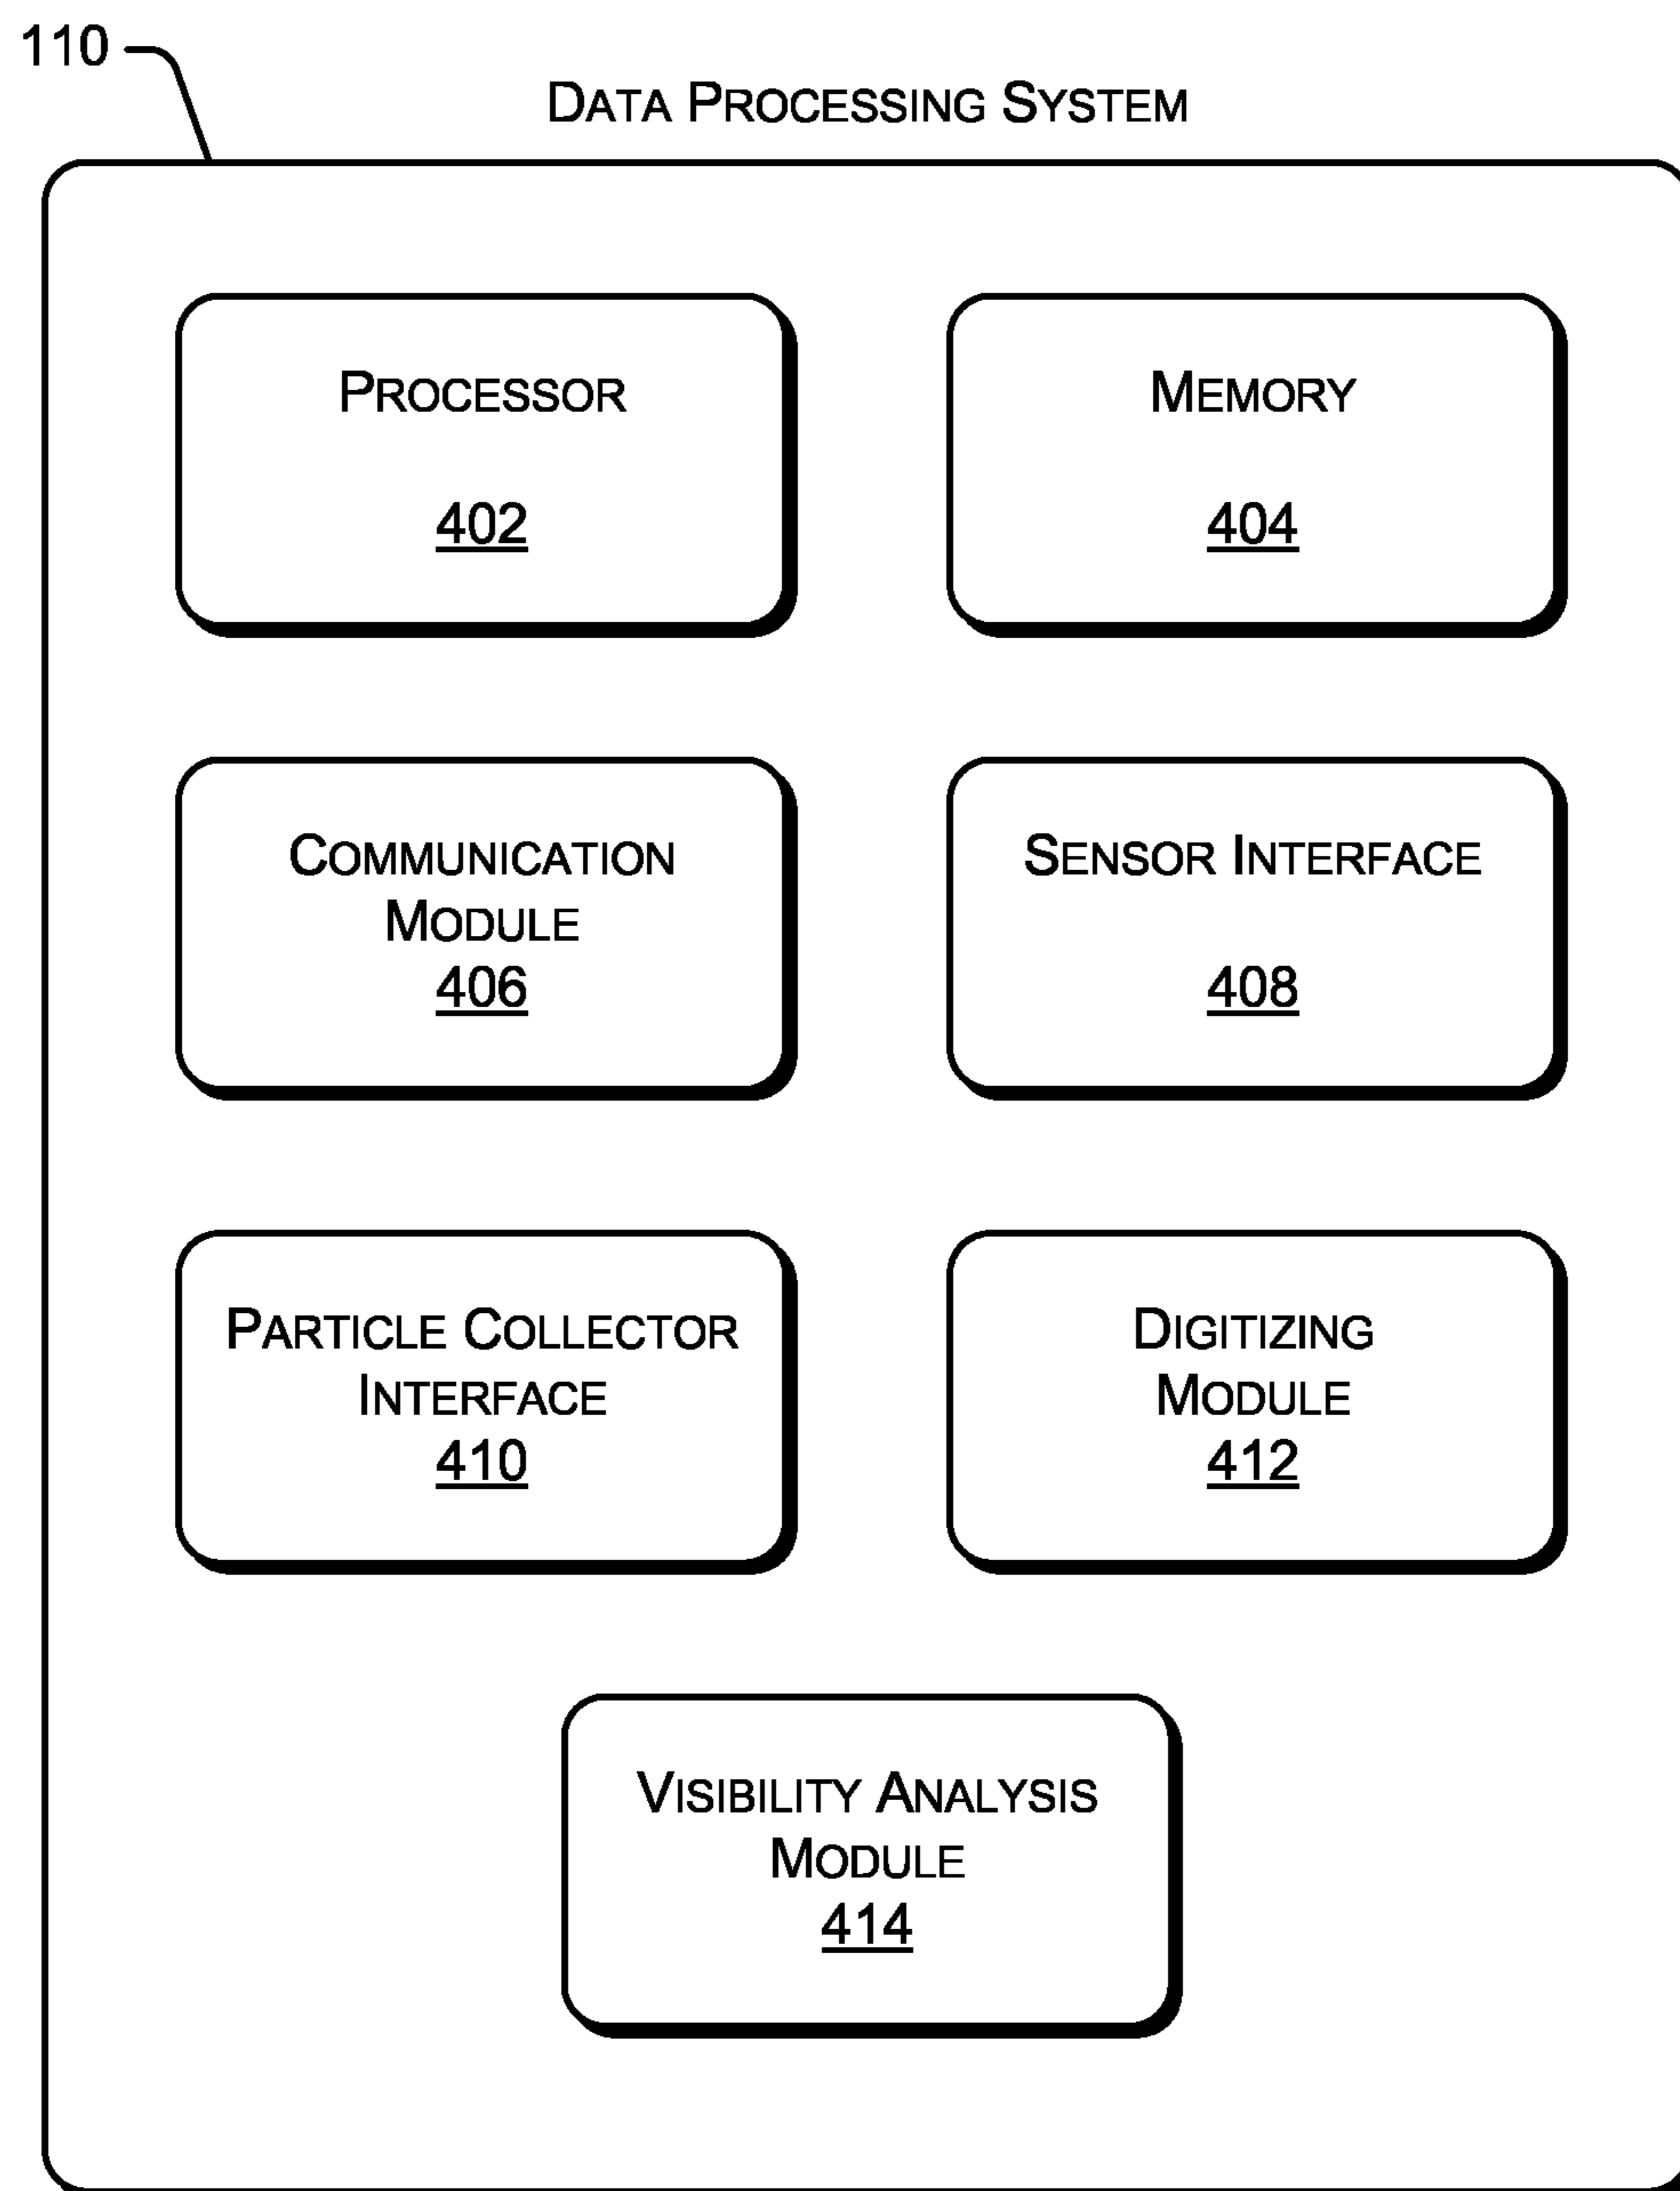 110
DATA PROCESSING SYSTEM
PROCESSOR
402
MEMORY
404
COMMUNICATION
MODULE
406
SENSOR INTERFACE
408
PARTICLE COLLECTOR
INTERFACE
410
DIGITIZING
MODULE
412
VISIBILITY ANALYSIS
MODULE
414